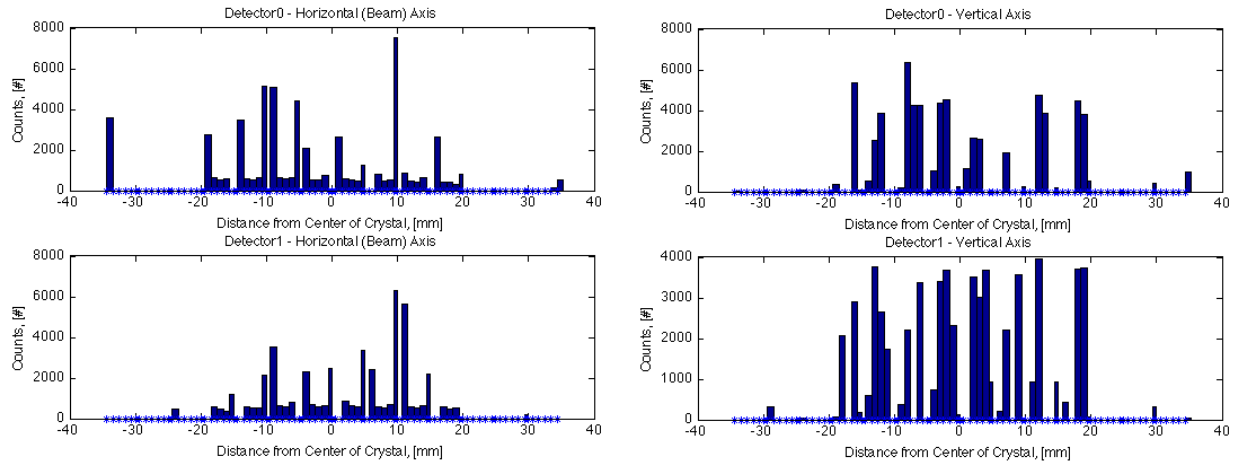 Detector0 - Horizontal (Beam) Axis
8000
6000
4000
2000
0
Counts, [#]
-40 -30 -20 -10 0 10 20 30 40
Distance from Center of Crystal, [mm]
Detector0 - Vertical Axis
8000
6000
4000
2000
0
Counts, [#]
-40 -30 -20 -10 0 10 20 30 40
Distance from Center of Crystal, [mm]
Detector1 - Horizontal (Beam) Axis
8000
6000
4000
2000
0
Counts, [#]
-40 -30 -20 -10 0 10 20 30 40
Distance from Center of Crystal, [mm]
Detector1 - Vertical Axis
4000
3000
2000
1000
0
Counts, [#]
-40 -30 -20 -10 0 10 20 30 40
Distance from Center of Crystal, [mm]